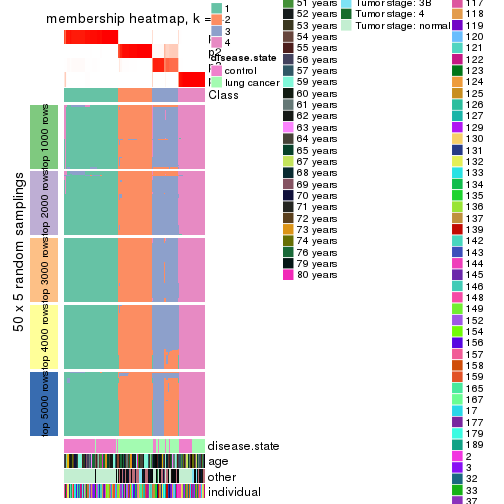 membership heatmap, k =
1
2
3
4
p2
disease.state
control
lung cancer
Class
50 x 5 random samplings
top 1000 rows
top 2000 rows
top 3000 rows
top 4000 rows
top 5000 rows
disease.state
age
other
individual
51 years
52 years
53 years
54 years
55 years
56 years
57 years
59 years
60 years
61 years
62 years
63 years
64 years
65 years
67 years
68 years
69 years
70 years
71 years
72 years
73 years
74 years
76 years
79 years
80 years
Tumor stage: 3B
Tumor stage: 4
Tumor stage: normal
117
118
119
120
121
122
123
124
125
126
127
129
130
131
132
133
134
135
136
137
139
142
143
144
145
146
148
149
152
154
156
157
158
159
165
167
17
177
179
189
2
3
32
33
37